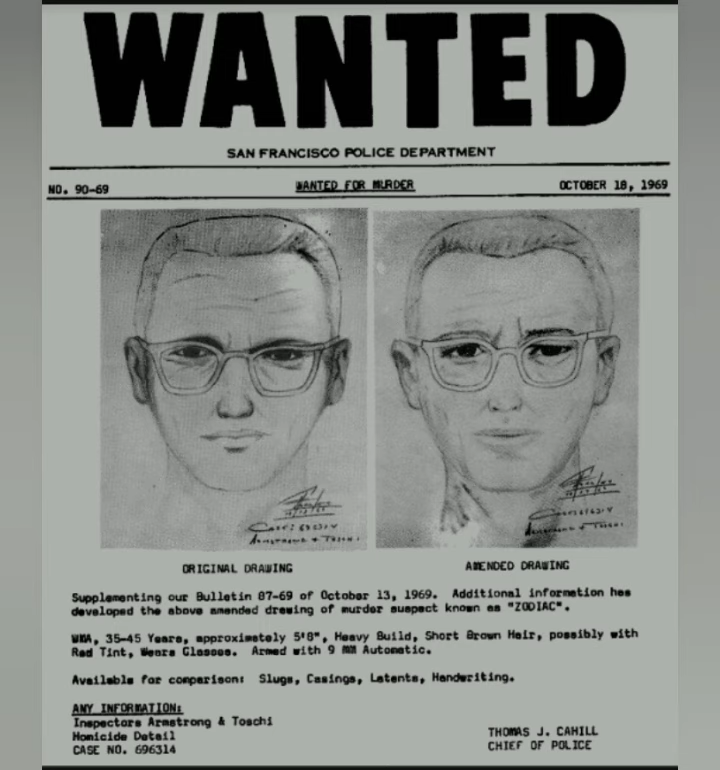 WANTED
SAN FRANCISCO POLICE DEPARTMENT
NO. 90-69 WANTED FOR MURDER OCTOBER 18, 1969
ORIGINAL DRAWING AMENDED DRAWING
Supplementing our Bulletin 87-69 of October 13, 1969. Additional information has
developed the above amended drawing of murder suspect known as "ZODIAC".
WMA, 35-45 Years, approximately 5'8", Heavy Build, Short Brown Hair, possibly with
Red Tint, Wears Glasses. Armed with 9 MM Automatic.
Available for comparison: Slugs, Casings, Latents, Handwriting.
ANY INFORMATION:
Inspectors Armstrong & Toschi
Homicide Detail
CASE NO. 696314
THOMAS J. CAHILL
CHIEF OF POLICE